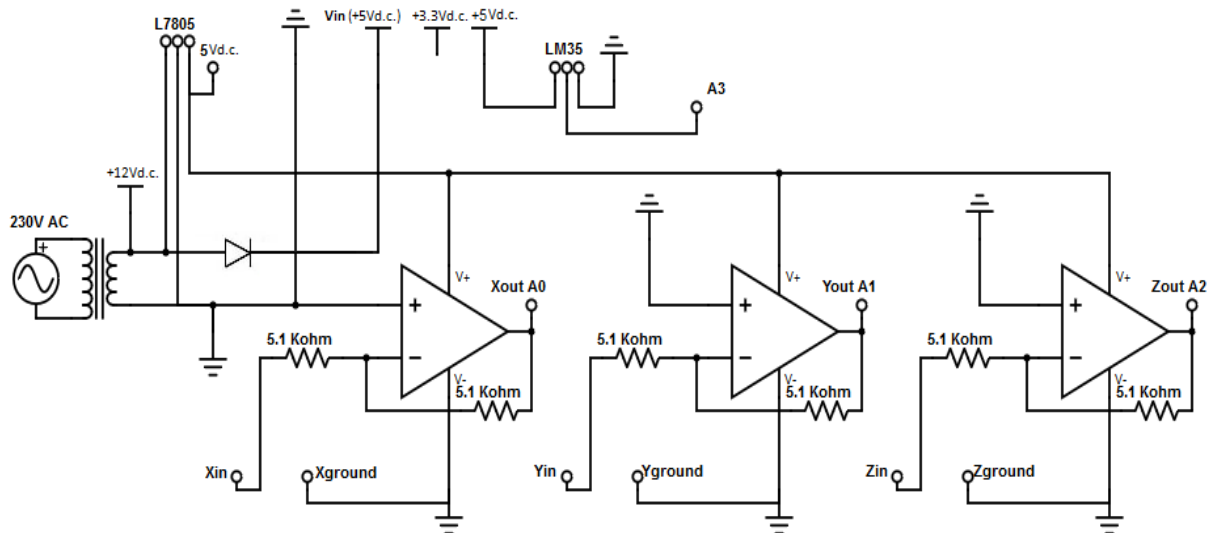 L7805
5Vd.c.
Vin (+5Vd.c.)
+3.3Vd.c.
+5Vd.c.
LM35
A3
+12Vd.c.
230V AC
+
V+
+
−
V-
Xout A0
5.1 Kohm
5.1 Kohm
Xin
Xground
V+
+
−
V-
Yout A1
5.1 Kohm
5.1 Kohm
Yin
Yground
V+
+
−
V-
Zout A2
5.1 Kohm
5.1 Kohm
Zin
Zground